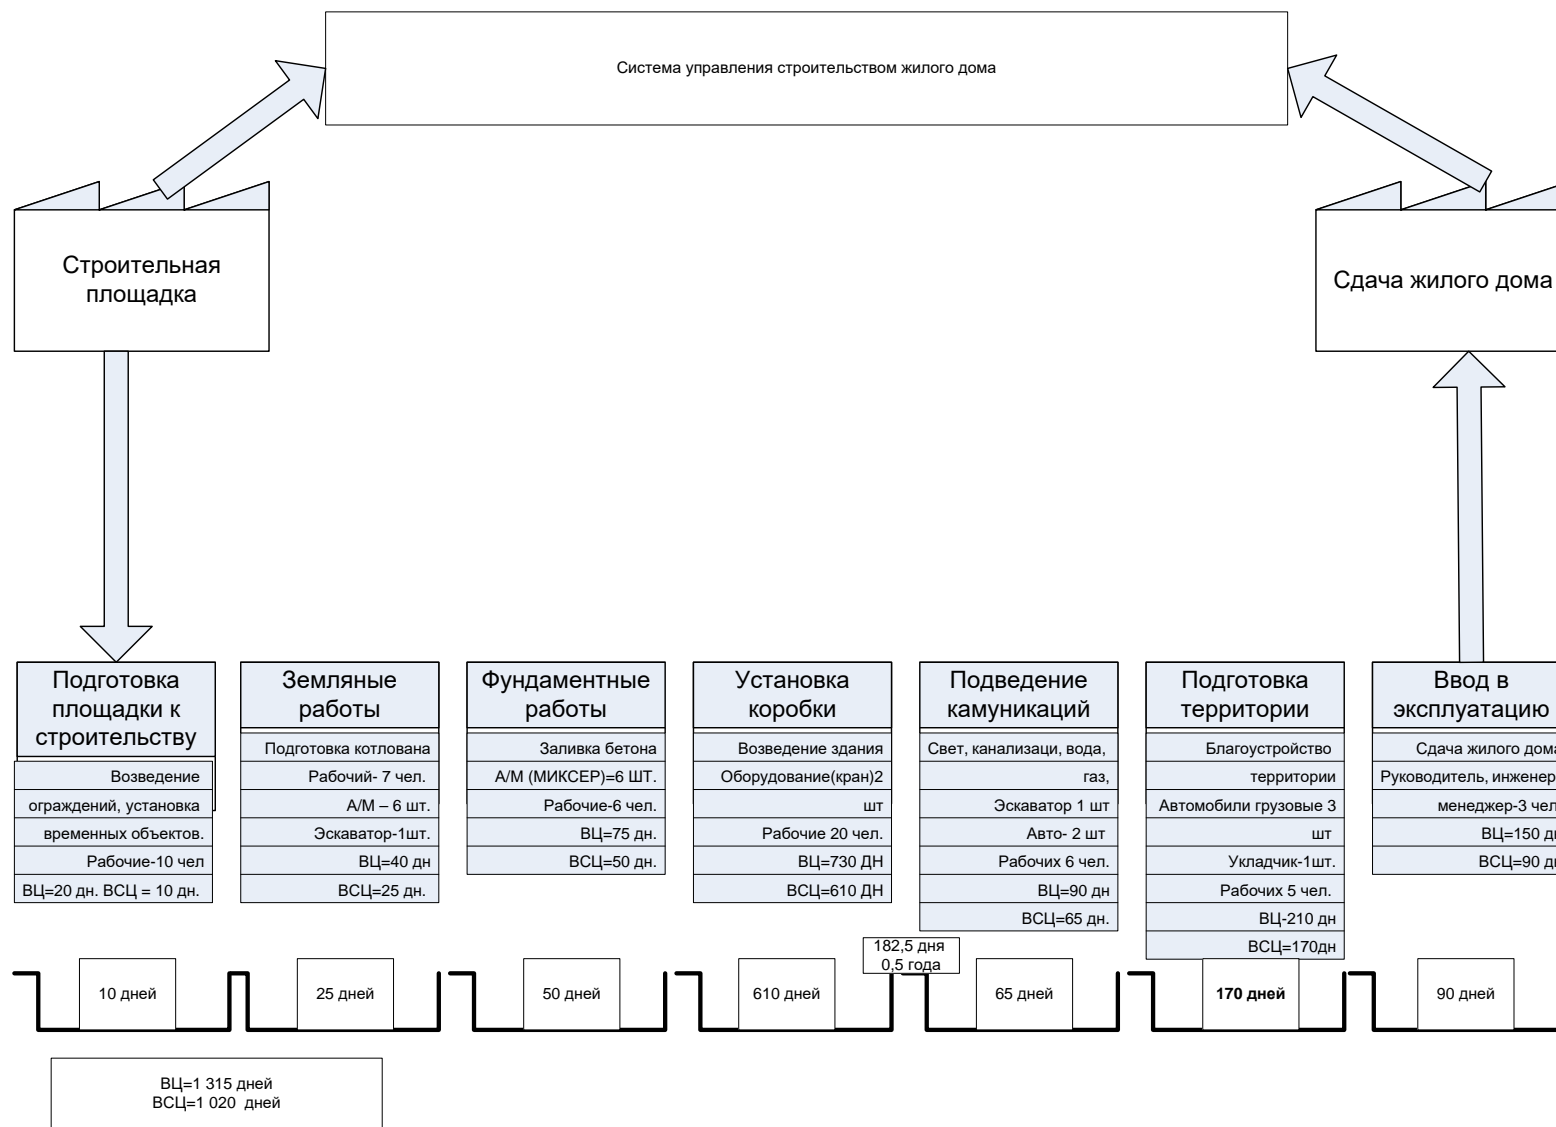 Система управления строительством жилого дома
Строительная
площадка
Сдача жилого дома
Подготовка
площадки к
строительству
Возведение
ограждений, установка
временных объектов.
Рабочие-10 чел
ВЦ=20 дн. ВСЦ = 10 дн.
Земляные
работы
Подготовка котлована
Рабочий- 7 чел.
А/М – 6 шт.
Эскаватор-1шт.
ВЦ=40 дн
ВСЦ=25 дн.
Фундаментные
работы
Заливка бетона
А/М (МИКСЕР)=6 ШТ.
Рабочие-6 чел.
ВЦ=75 дн.
ВСЦ=50 дн.
Установка
коробки
Возведение здания
Оборудование(кран)2
шт
Рабочие 20 чел.
ВЦ=730 ДН
ВСЦ=610 ДН
Подведение
камуникаций
Свет, канализаци, вода,
газ,
Эскаватор 1 шт
Авто- 2 шт
Рабочих 6 чел.
ВЦ=90 дн
ВСЦ=65 дн.
Подготовка
территории
Благоустройство
территории
Автомобили грузовые 3
шт
Укладчик-1шт.
Рабочих 5 чел.
ВЦ-210 дн
ВСЦ=170дн
Ввод в
эксплуатацию
Сдача жилого дома
Руководитель, инженер
менеджер-3 чел
ВЦ=150 дн
ВСЦ=90 дн
182,5 дня
0,5 года
10 дней
25 дней
50 дней
610 дней
65 дней
170 дней
90 дней
ВЦ=1 315 дней
ВСЦ=1 020 дней